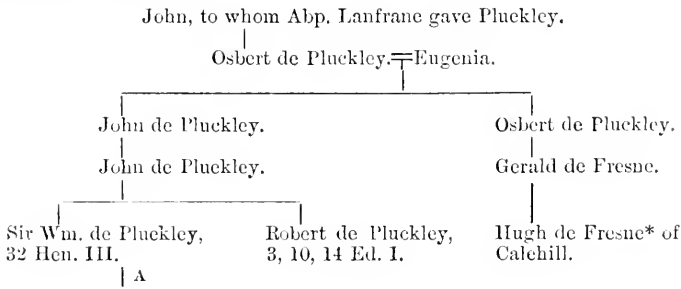 John, to whom Abp. Lanfranc gave Pluckley.
Osbert de Pluckley.=Eugenia.
John de Pluckley. Osbert de Pluckley.
John de Pluckley. Gerald de Fresne.
Sir Wm. de Pluckley, Robert de Pluckley, Hugh de Fresne* of
32 Hen. III. 3, 10, 14 Ed. I. Calehill.
A